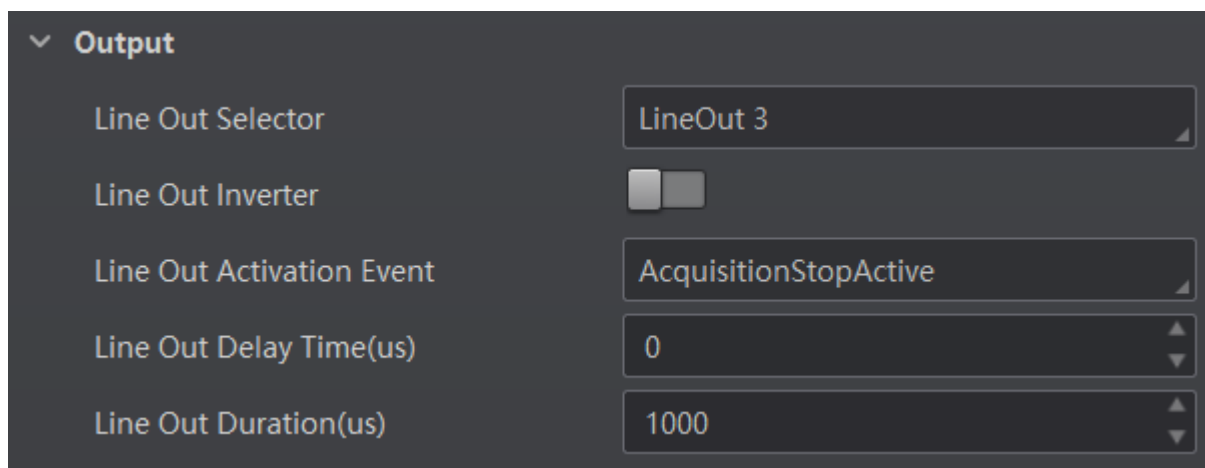 Output
Line Out Selector LineOut 3
Line Out Inverter
Line Out Activation Event AcquisitionStopActive
Line Out Delay Time(us) 0
Line Out Duration(us) 1000